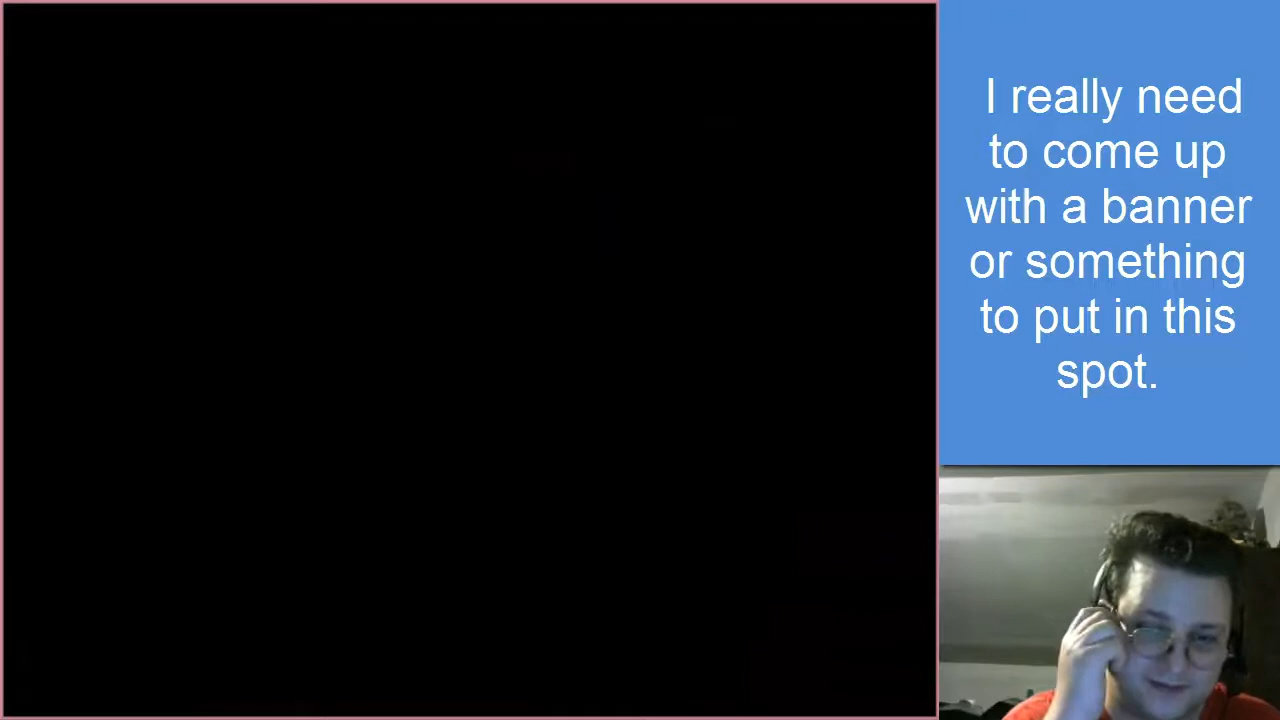 I really need
to come up
with a banner
or something
to put in this
spot.